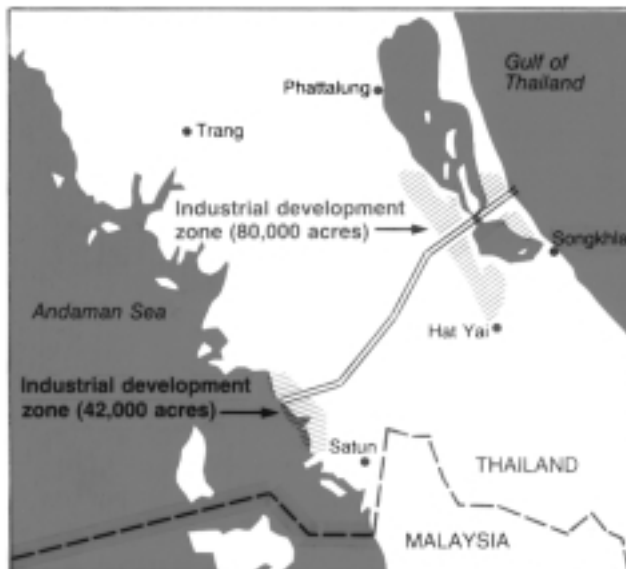 Gulf of
Thailand
Phattalung
Trang
Industrial development
zone (80,000 acres)
Songkhla
Andaman Sea
Hat Yai
Industrial development
zone (42,000 acres)
Satun
THAILAND
MALAYSIA